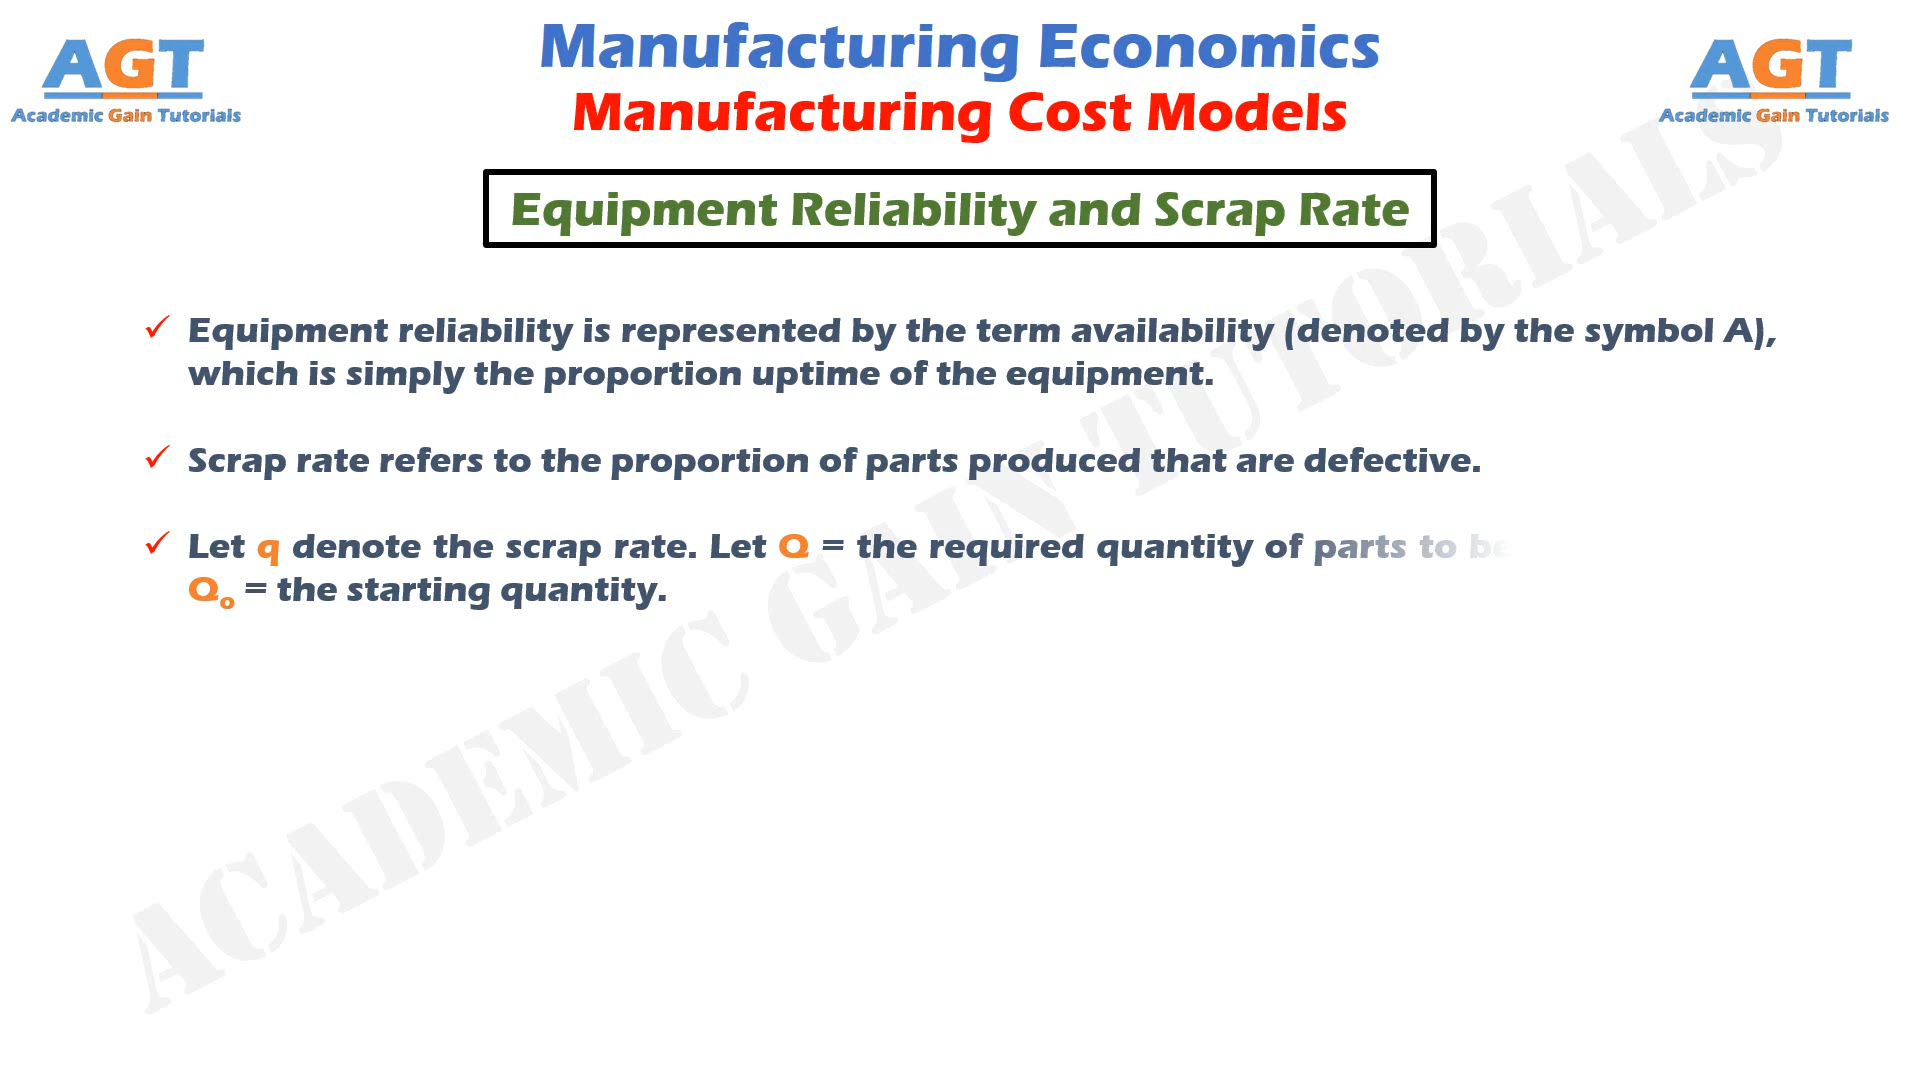 AGT
Academic Gain Tutorials
Manufacturing Economics
Manufacturing Cost Models
AGT
Academic Gain Tutorials
Equipment Reliability and Scrap Rate
✓ Equipment reliability is represented by the term availability (denoted by the symbol A),
which is simply the proportion uptime of the equipment.
✓ Scrap rate refers to the proportion of parts produced that are defective.
✓ Let q denote the scrap rate. Let Q = the required quantity of parts to be
Qo = the starting quantity.
ACADEMIC GAIN TUTORIALS